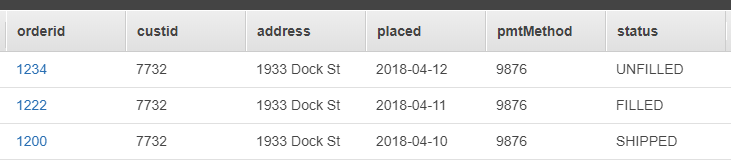 orderid custid address placed pmtMethod status
1234 7732 1933 Dock St 2018-04-12 9876 UNFILLED
1222 7732 1933 Dock St 2018-04-11 9876 FILLED
1200 7732 1933 Dock St 2018-04-10 9876 SHIPPED